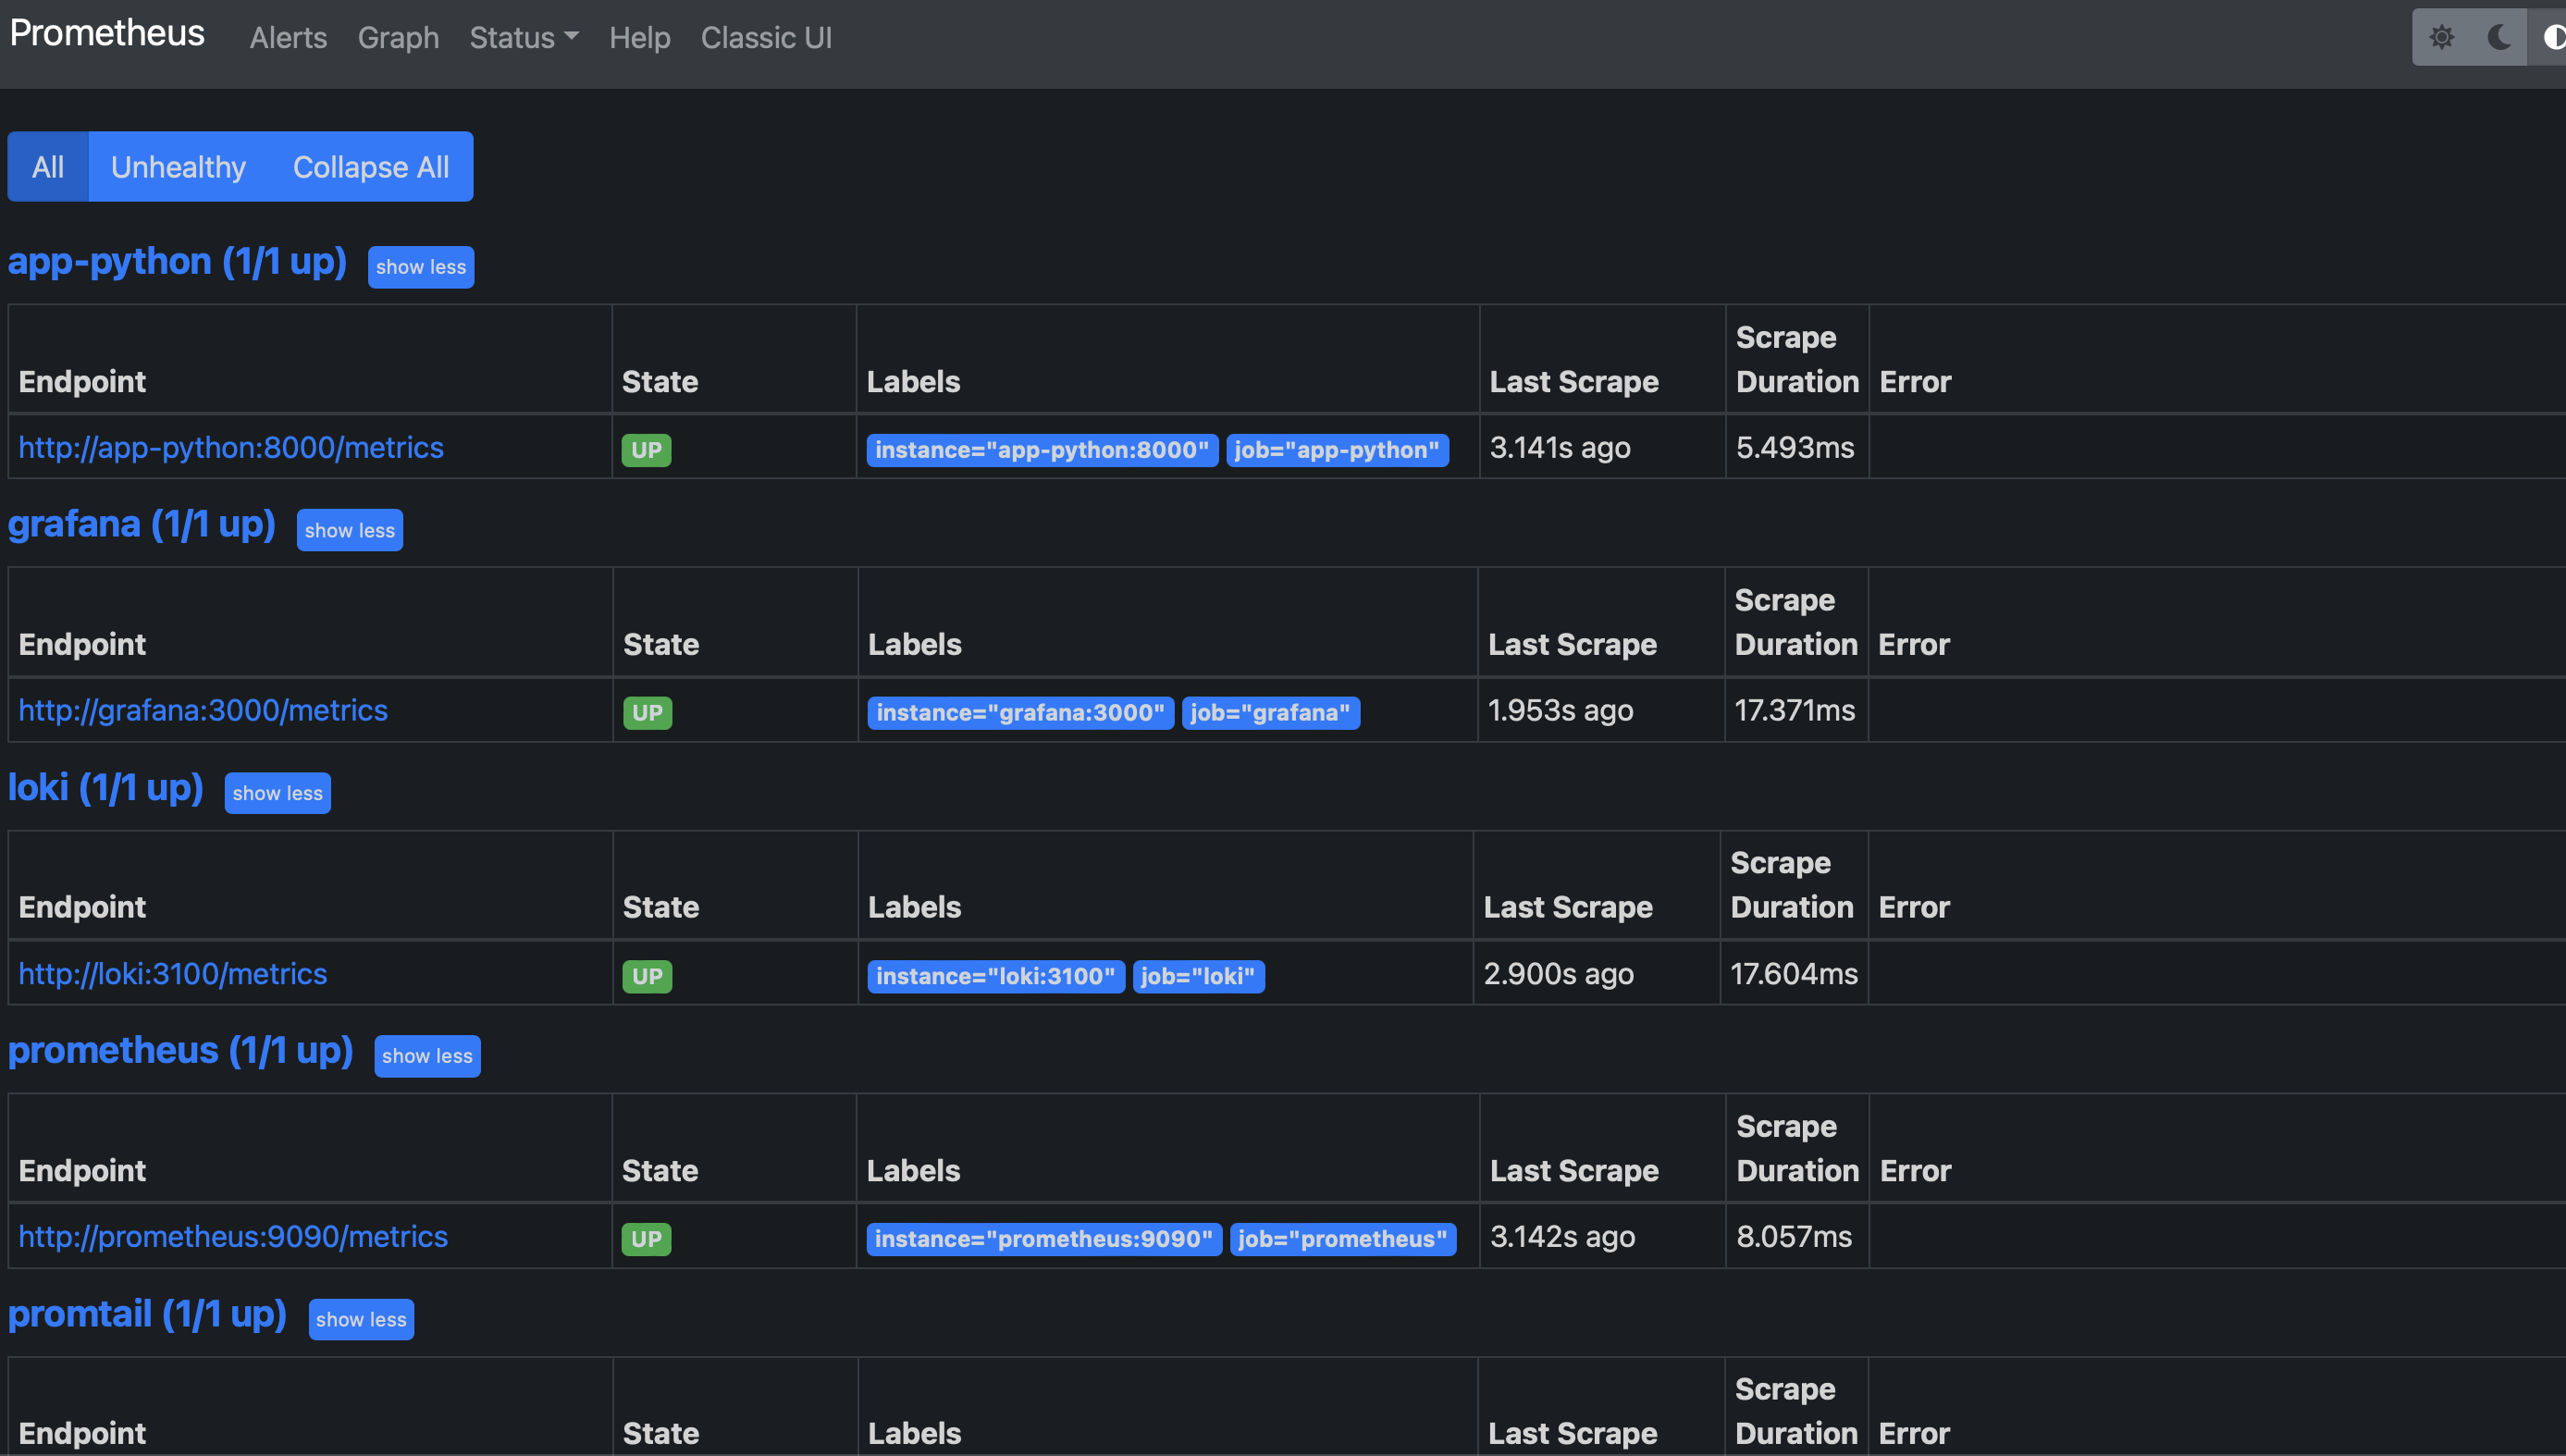 Prometheus Alerts Graph Status Help Classic UI
All Unhealthy Collapse All
app-python (1/1 up) show less
Endpoint State Labels Last Scrape Scrape Duration Error
http://app-python:8000/metrics UP instance="app-python:8000" job="app-python" 3.141s ago 5.493ms
grafana (1/1 up) show less
Endpoint State Labels Last Scrape Scrape Duration Error
http://grafana:3000/metrics UP instance="grafana:3000" job="grafana" 1.953s ago 17.371ms
loki (1/1 up) show less
Endpoint State Labels Last Scrape Scrape Duration Error
http://loki:3100/metrics UP instance="loki:3100" job="loki" 2.900s ago 17.604ms
prometheus (1/1 up) show less
Endpoint State Labels Last Scrape Scrape Duration Error
http://prometheus:9090/metrics UP instance="prometheus:9090" job="prometheus" 3.142s ago 8.057ms
promtail (1/1 up) show less
Endpoint State Labels Last Scrape Scrape Duration Error